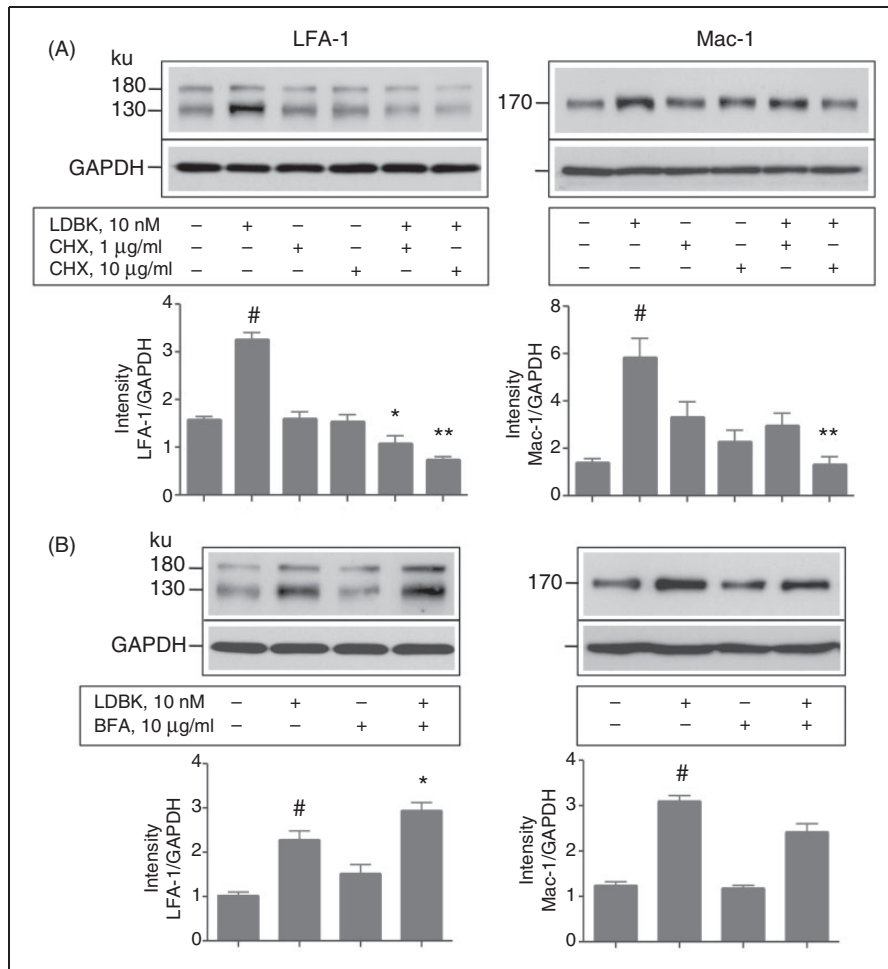 (A)
LFA-1
Mac-1
ku
180
130
170
GAPDH
LDBK, 10 nM – + – – + +
CHX, 1 μg/ml – – + – + –
CHX, 10 μg/ml – – – + – +
– + – – + +
– – + – + –
– – – + – +
Intensity
LFA-1/GAPDH
4
3
2
1
0
# * **
Intensity
Mac-1/GAPDH
8
6
4
2
0
# **
(B)
ku
180
130
170
GAPDH
LDBK, 10 nM – + – +
BFA, 10 μg/ml – – + +
– + – +
– – + +
Intensity
LFA-1/GAPDH
4
3
2
1
0
# *
Intensity
Mac-1/GAPDH
4
3
2
1
0
#